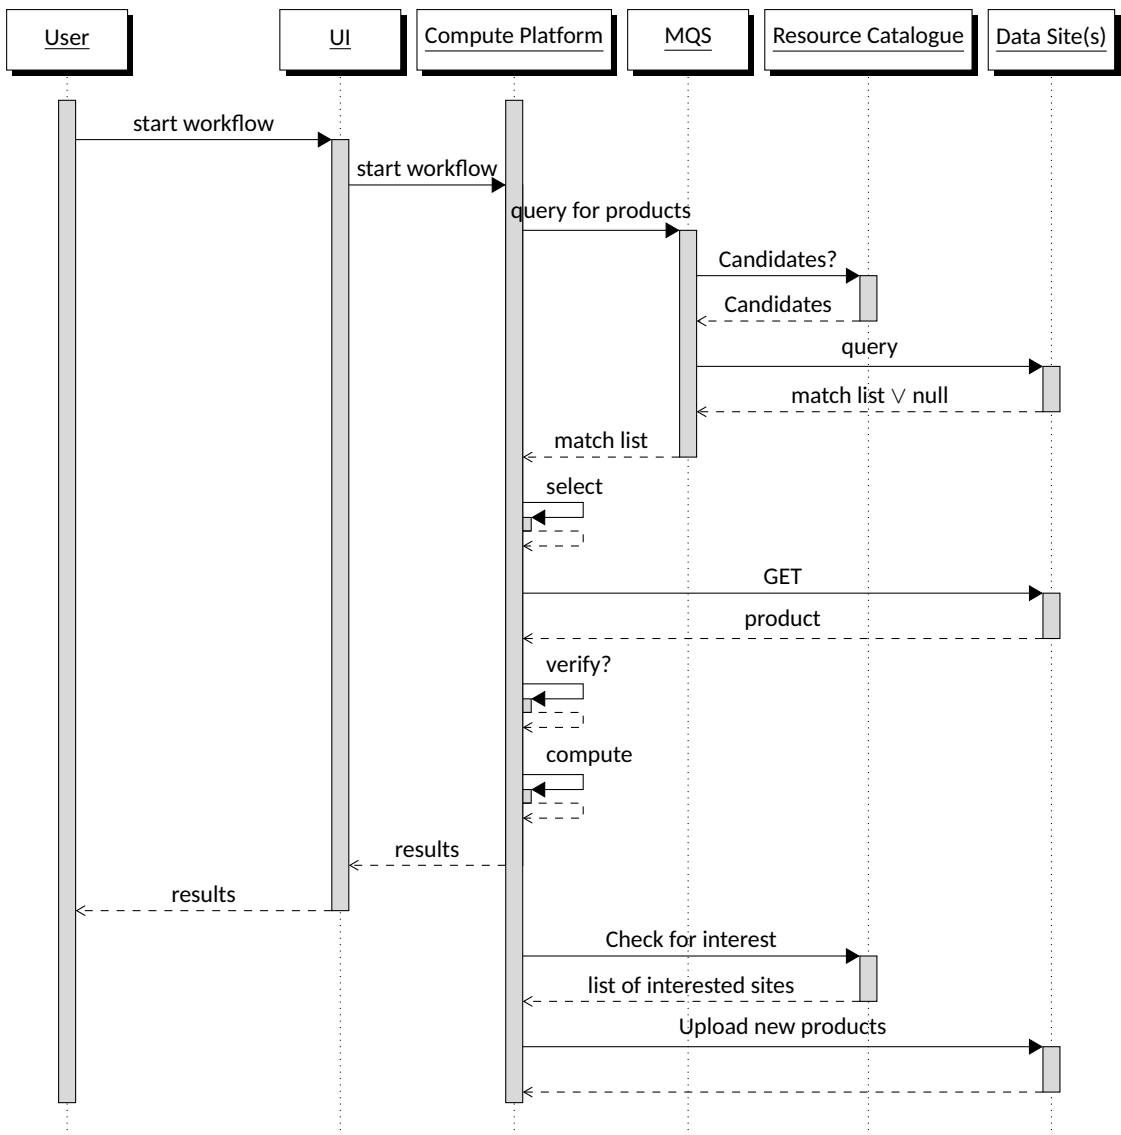 User
UI
Compute Platform
MQS
Resource Catalogue
Data Site(s)
start workflow
start workflow
query for products
Candidates?
Candidates
query
match list ∨ null
match list
select
GET
product
verify?
compute
results
results
Check for interest
list of interested sites
Upload new products